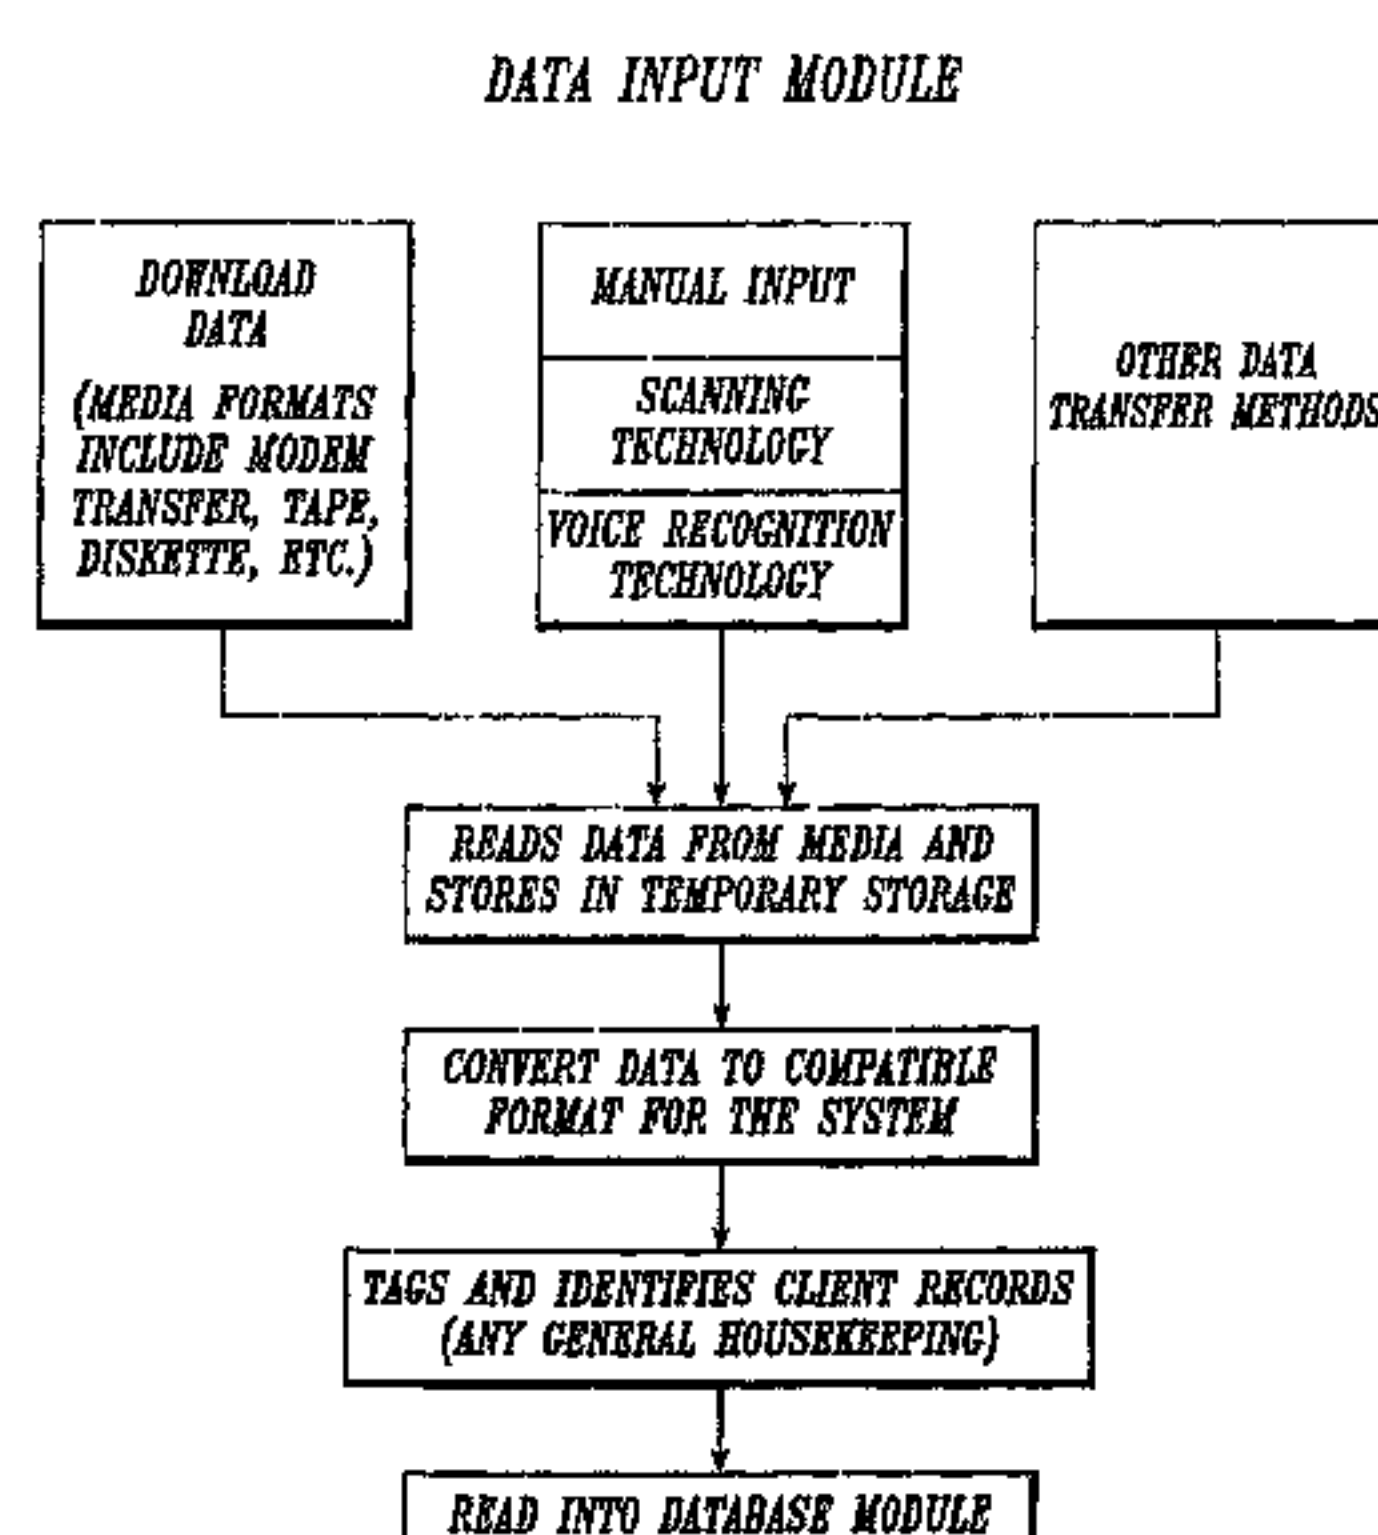 DATA INPUT MODULE
DOWNLOAD
DATA
(MEDIA FORMATS
INCLUDE MODEM
TRANSFER, TAPE,
DISKETTE, ETC.)
MANUAL INPUT
SCANNING
TECHNOLOGY
VOICE RECOGNITION
TECHNOLOGY
OTHER DATA
TRANSFER METHODS
READS DATA FROM MEDIA AND
STORES IN TEMPORARY STORAGE
CONVERT DATA TO COMPATIBLE
FORMAT FOR THE SYSTEM
TAGS AND IDENTIFIES CLIENT RECORDS
(ANY GENERAL HOUSEKEEPING)
READ INTO DATABASE MODULE